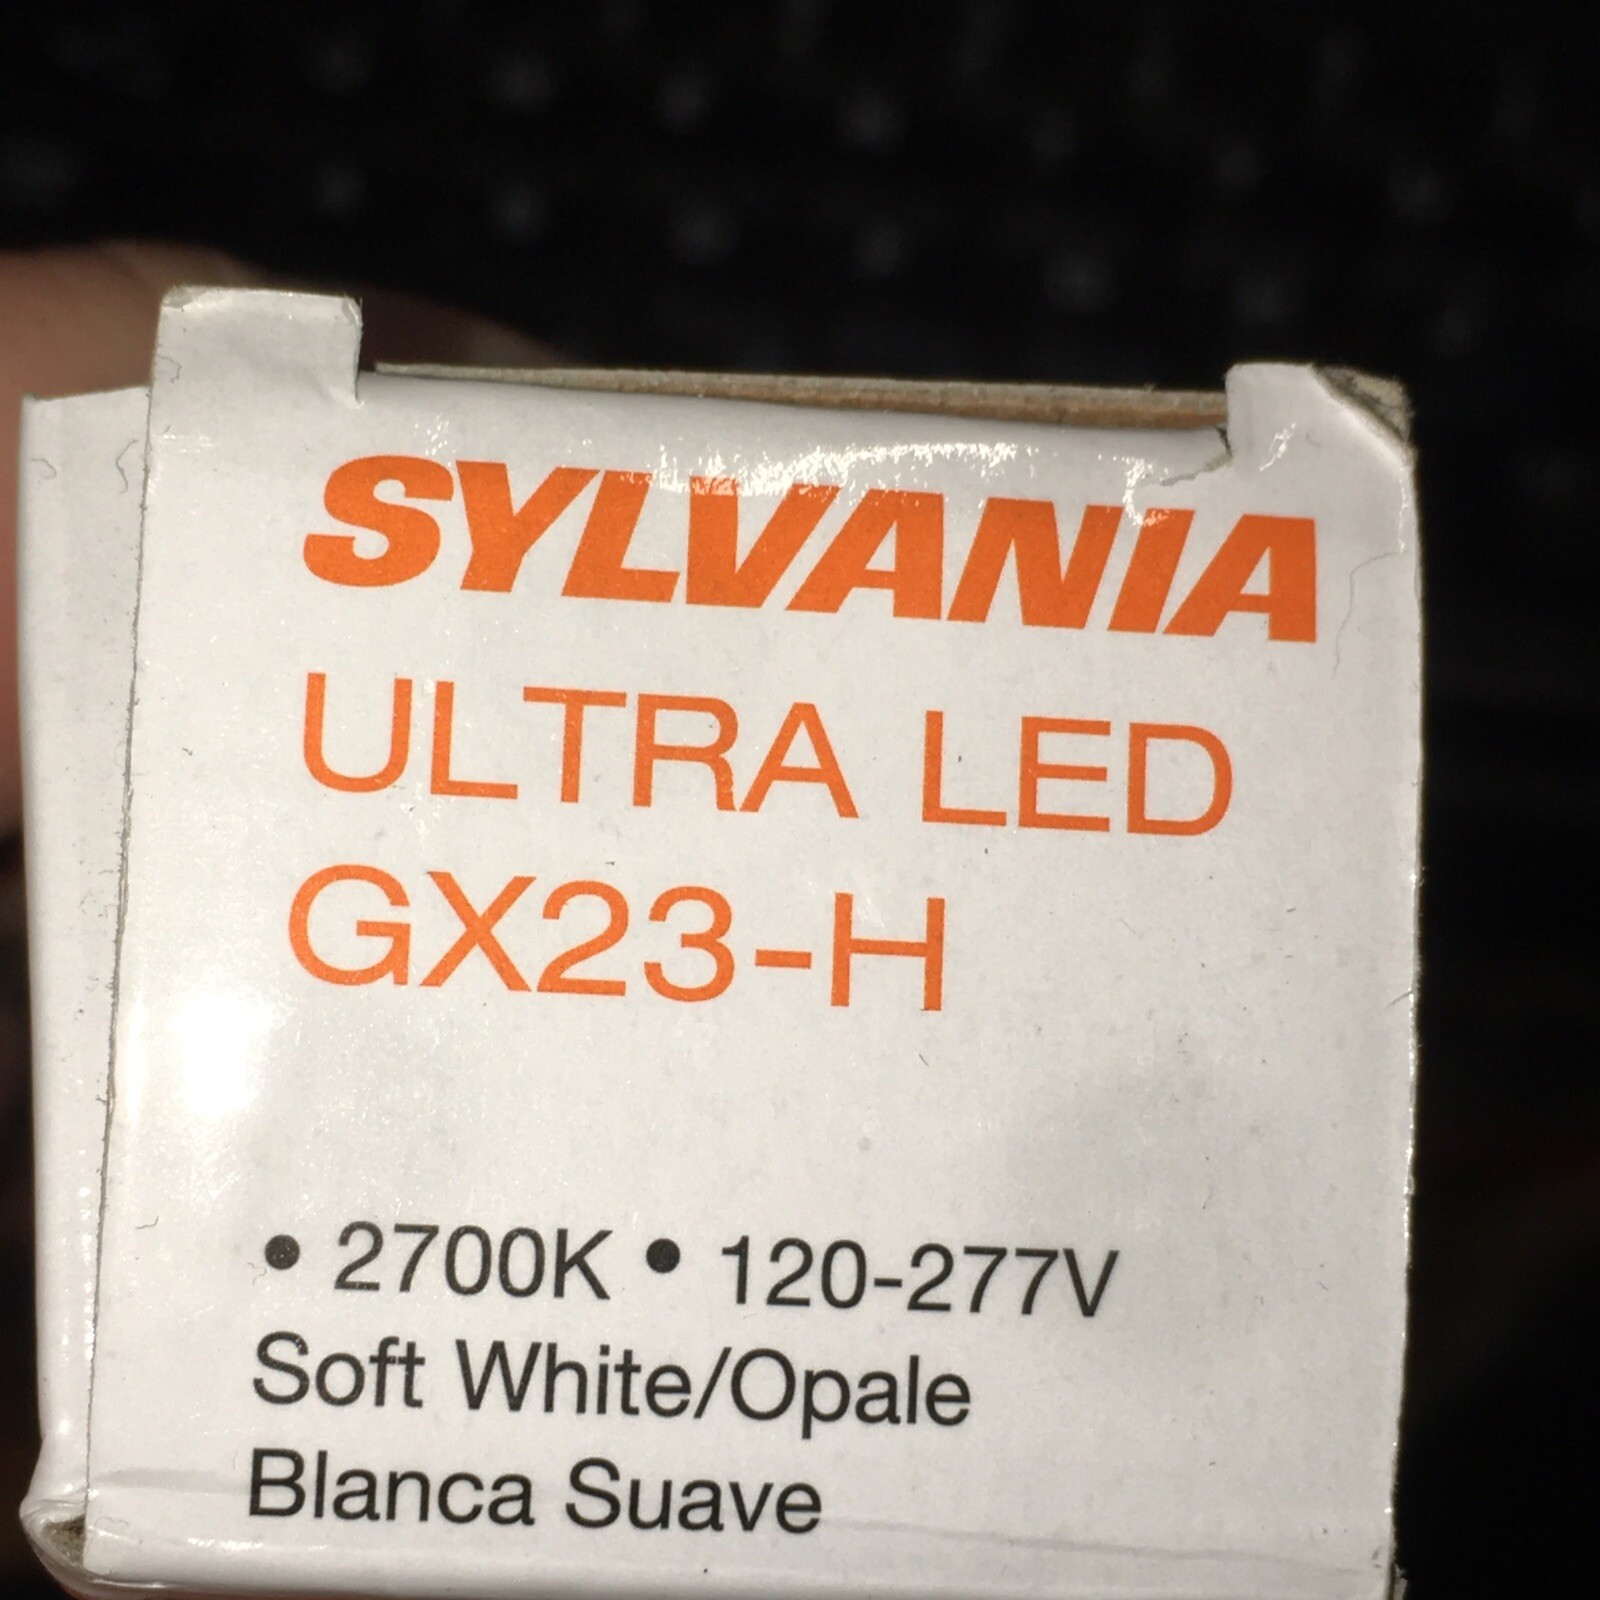 SYLVANIA
ULTRA LED
GX23-H
• 2700K • 120-277V
Soft White/Opale
Blanca Suave